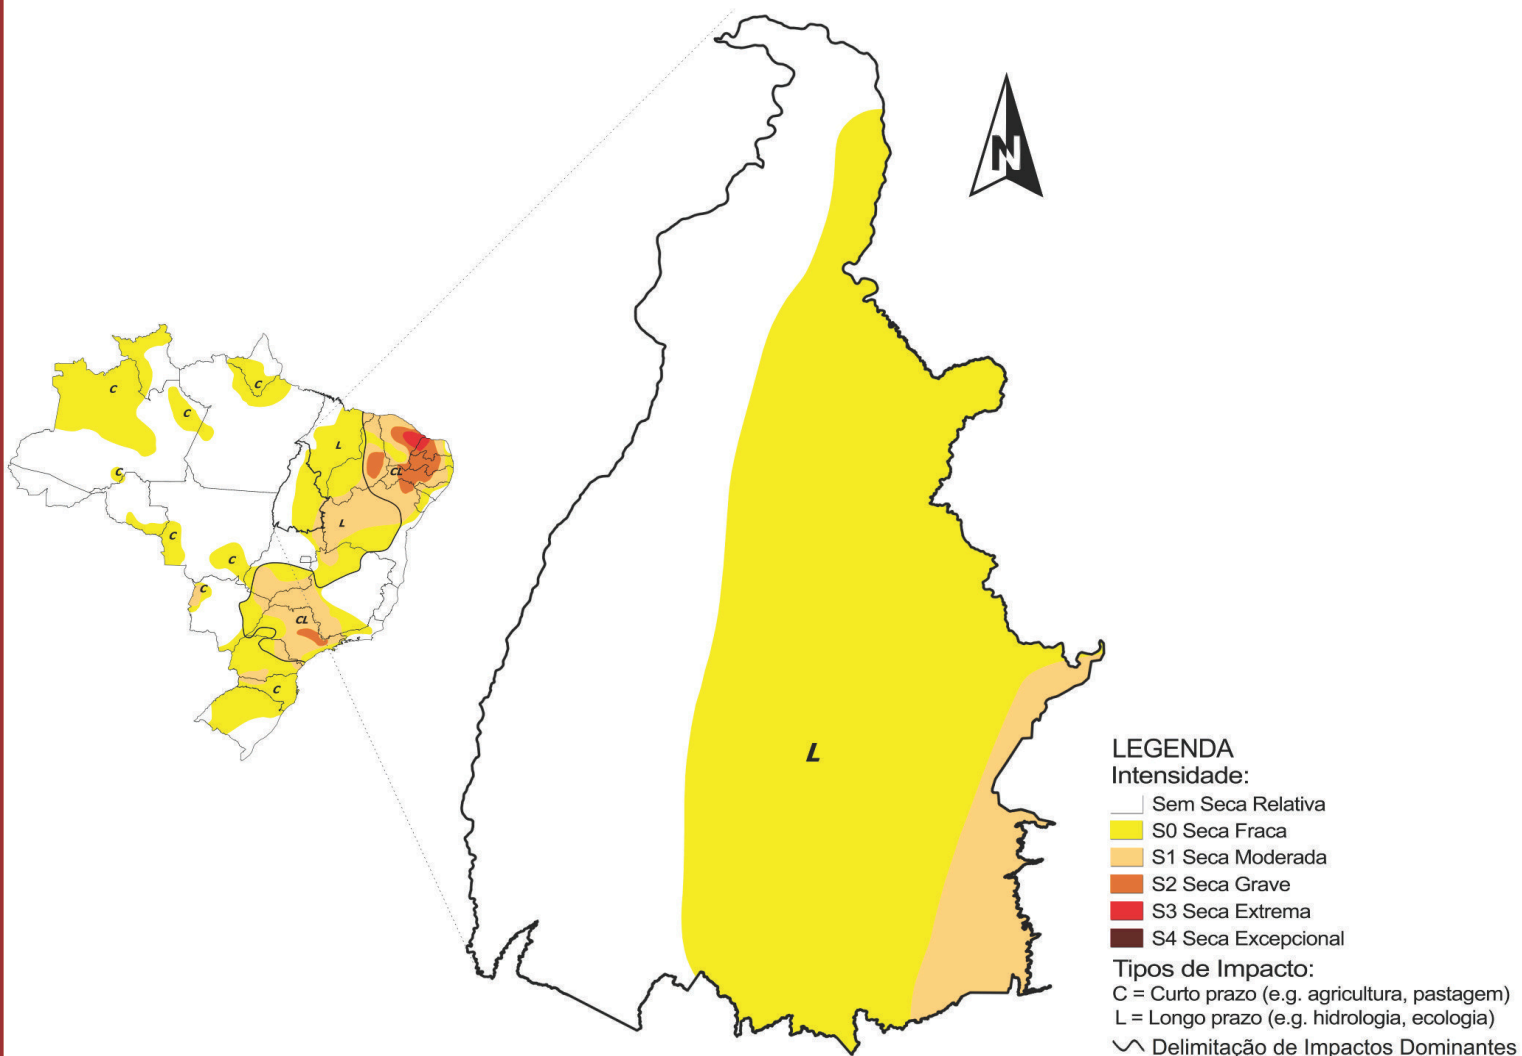 N
C
C
C
L
C
CL
L
C
C
C
CL
C
L
LEGENDA
Intensidade:
Sem Seca Relativa
S0 Seca Fraca
S1 Seca Moderada
S2 Seca Grave
S3 Seca Extrema
S4 Seca Excepcional
Tipos de Impacto:
C = Curto prazo (e.g. agricultura, pastagem)
L = Longo prazo (e.g. hidrologia, ecologia)
Delimitação de Impactos Dominantes